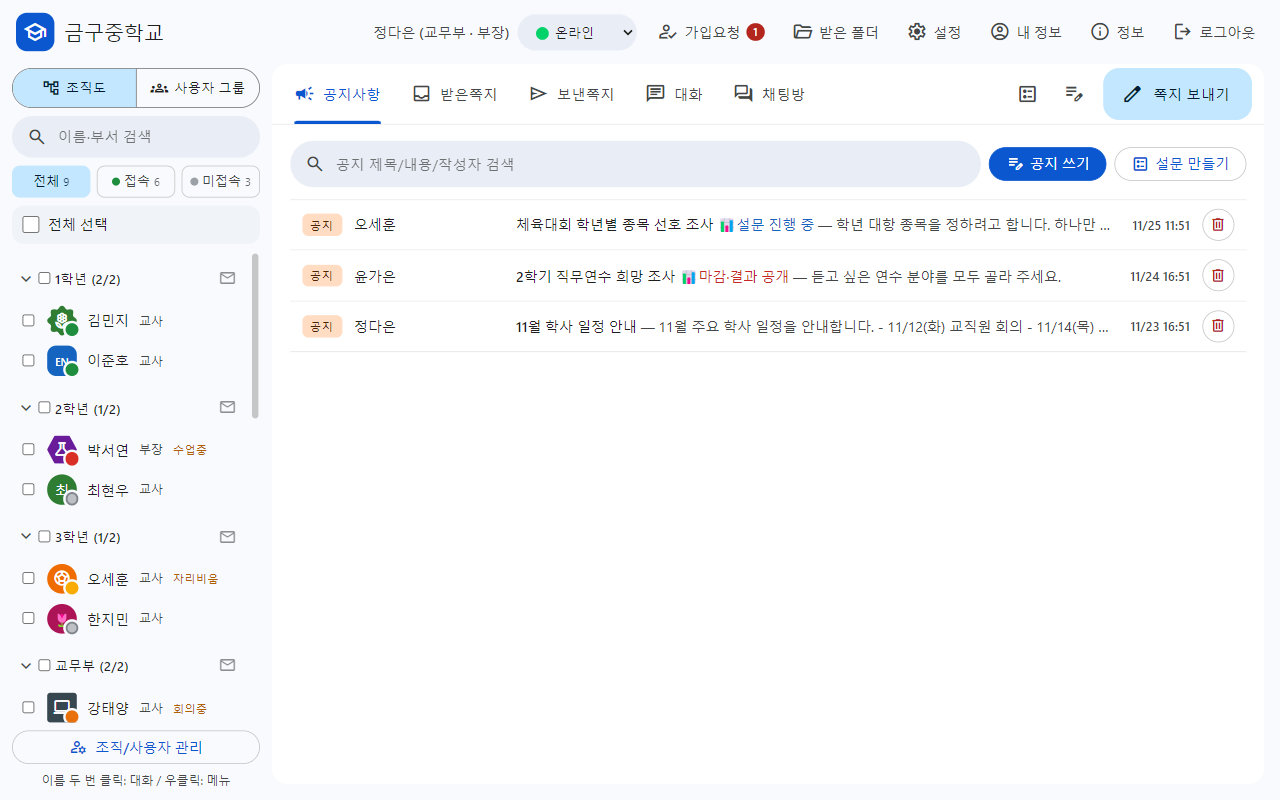 금구중학교
정다은 (교무부 · 부장)
온라인
가입요청 1
받은 폴더
설정
내 정보
정보
로그아웃
조직도
사용자 그룹
이름·부서 검색
전체 9
접속 6
미접속 3
전체 선택
1학년 (2/2)
김민지 교사
EN 이준호 교사
2학년 (1/2)
박서연 부장 수업중
최 최현우 교사
3학년 (1/2)
오세훈 교사 자리비움
한지민 교사
교무부 (2/2)
강태양 교사 회의중
조직/사용자 관리
이름 두 번 클릭: 대화 / 우클릭: 메뉴
공지사항
받은쪽지
보낸쪽지
대화
채팅방
쪽지 보내기
공지 제목/내용/작성자 검색
공지 쓰기
설문 만들기
공지 오세훈 체육대회 학년별 종목 선호 조사 설문 진행 중 — 학년 대항 종목을 정하려고 합니다. 하나만 ... 11/25 11:51
공지 윤가은 2학기 직무연수 희망 조사 마감·결과 공개 — 듣고 싶은 연수 분야를 모두 골라 주세요. 11/24 16:51
공지 정다은 11월 학사 일정 안내 — 11월 주요 학사 일정을 안내합니다. - 11/12(화) 교직원 회의 - 11/14(목) ... 11/23 16:51